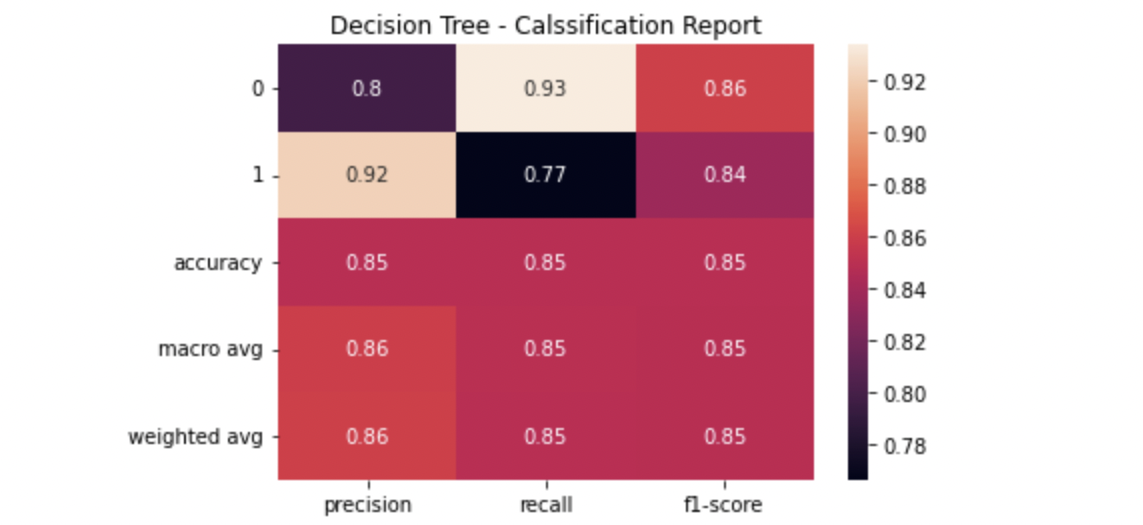 Decision Tree - Calssification Report
0 0.8 0.93 0.86
1 0.92 0.77 0.84
accuracy 0.85 0.85 0.85
macro avg 0.86 0.85 0.85
weighted avg 0.86 0.85 0.85
precision recall f1-score
0.92
0.90
0.88
0.86
0.84
0.82
0.80
0.78